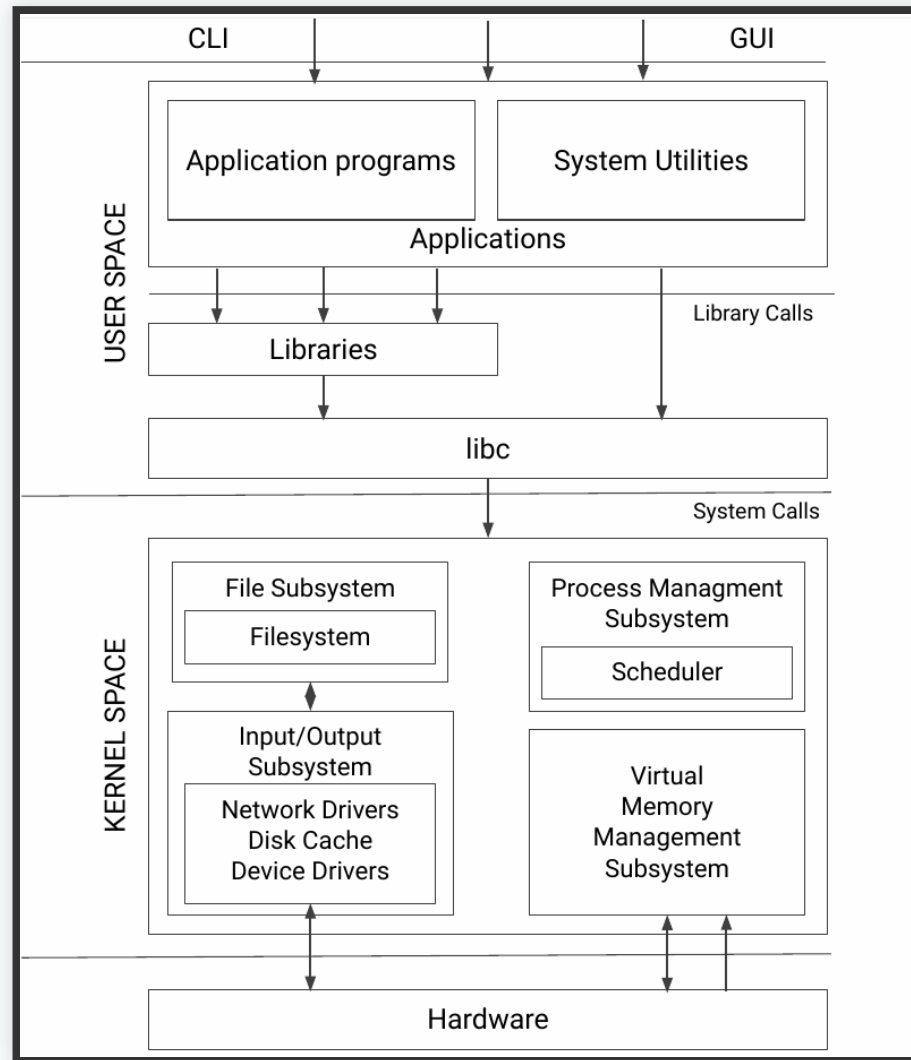 CLI
GUI
Application programs
System Utilities
Applications
USER SPACE
Library Calls
Libraries
libc
System Calls
File Subsystem
Filesystem
Process Managment
Subsystem
Scheduler
KERNEL SPACE
Input/Output
Subsystem
Network Drivers
Disk Cache
Device Drivers
Virtual
Memory
Management
Subsystem
Hardware